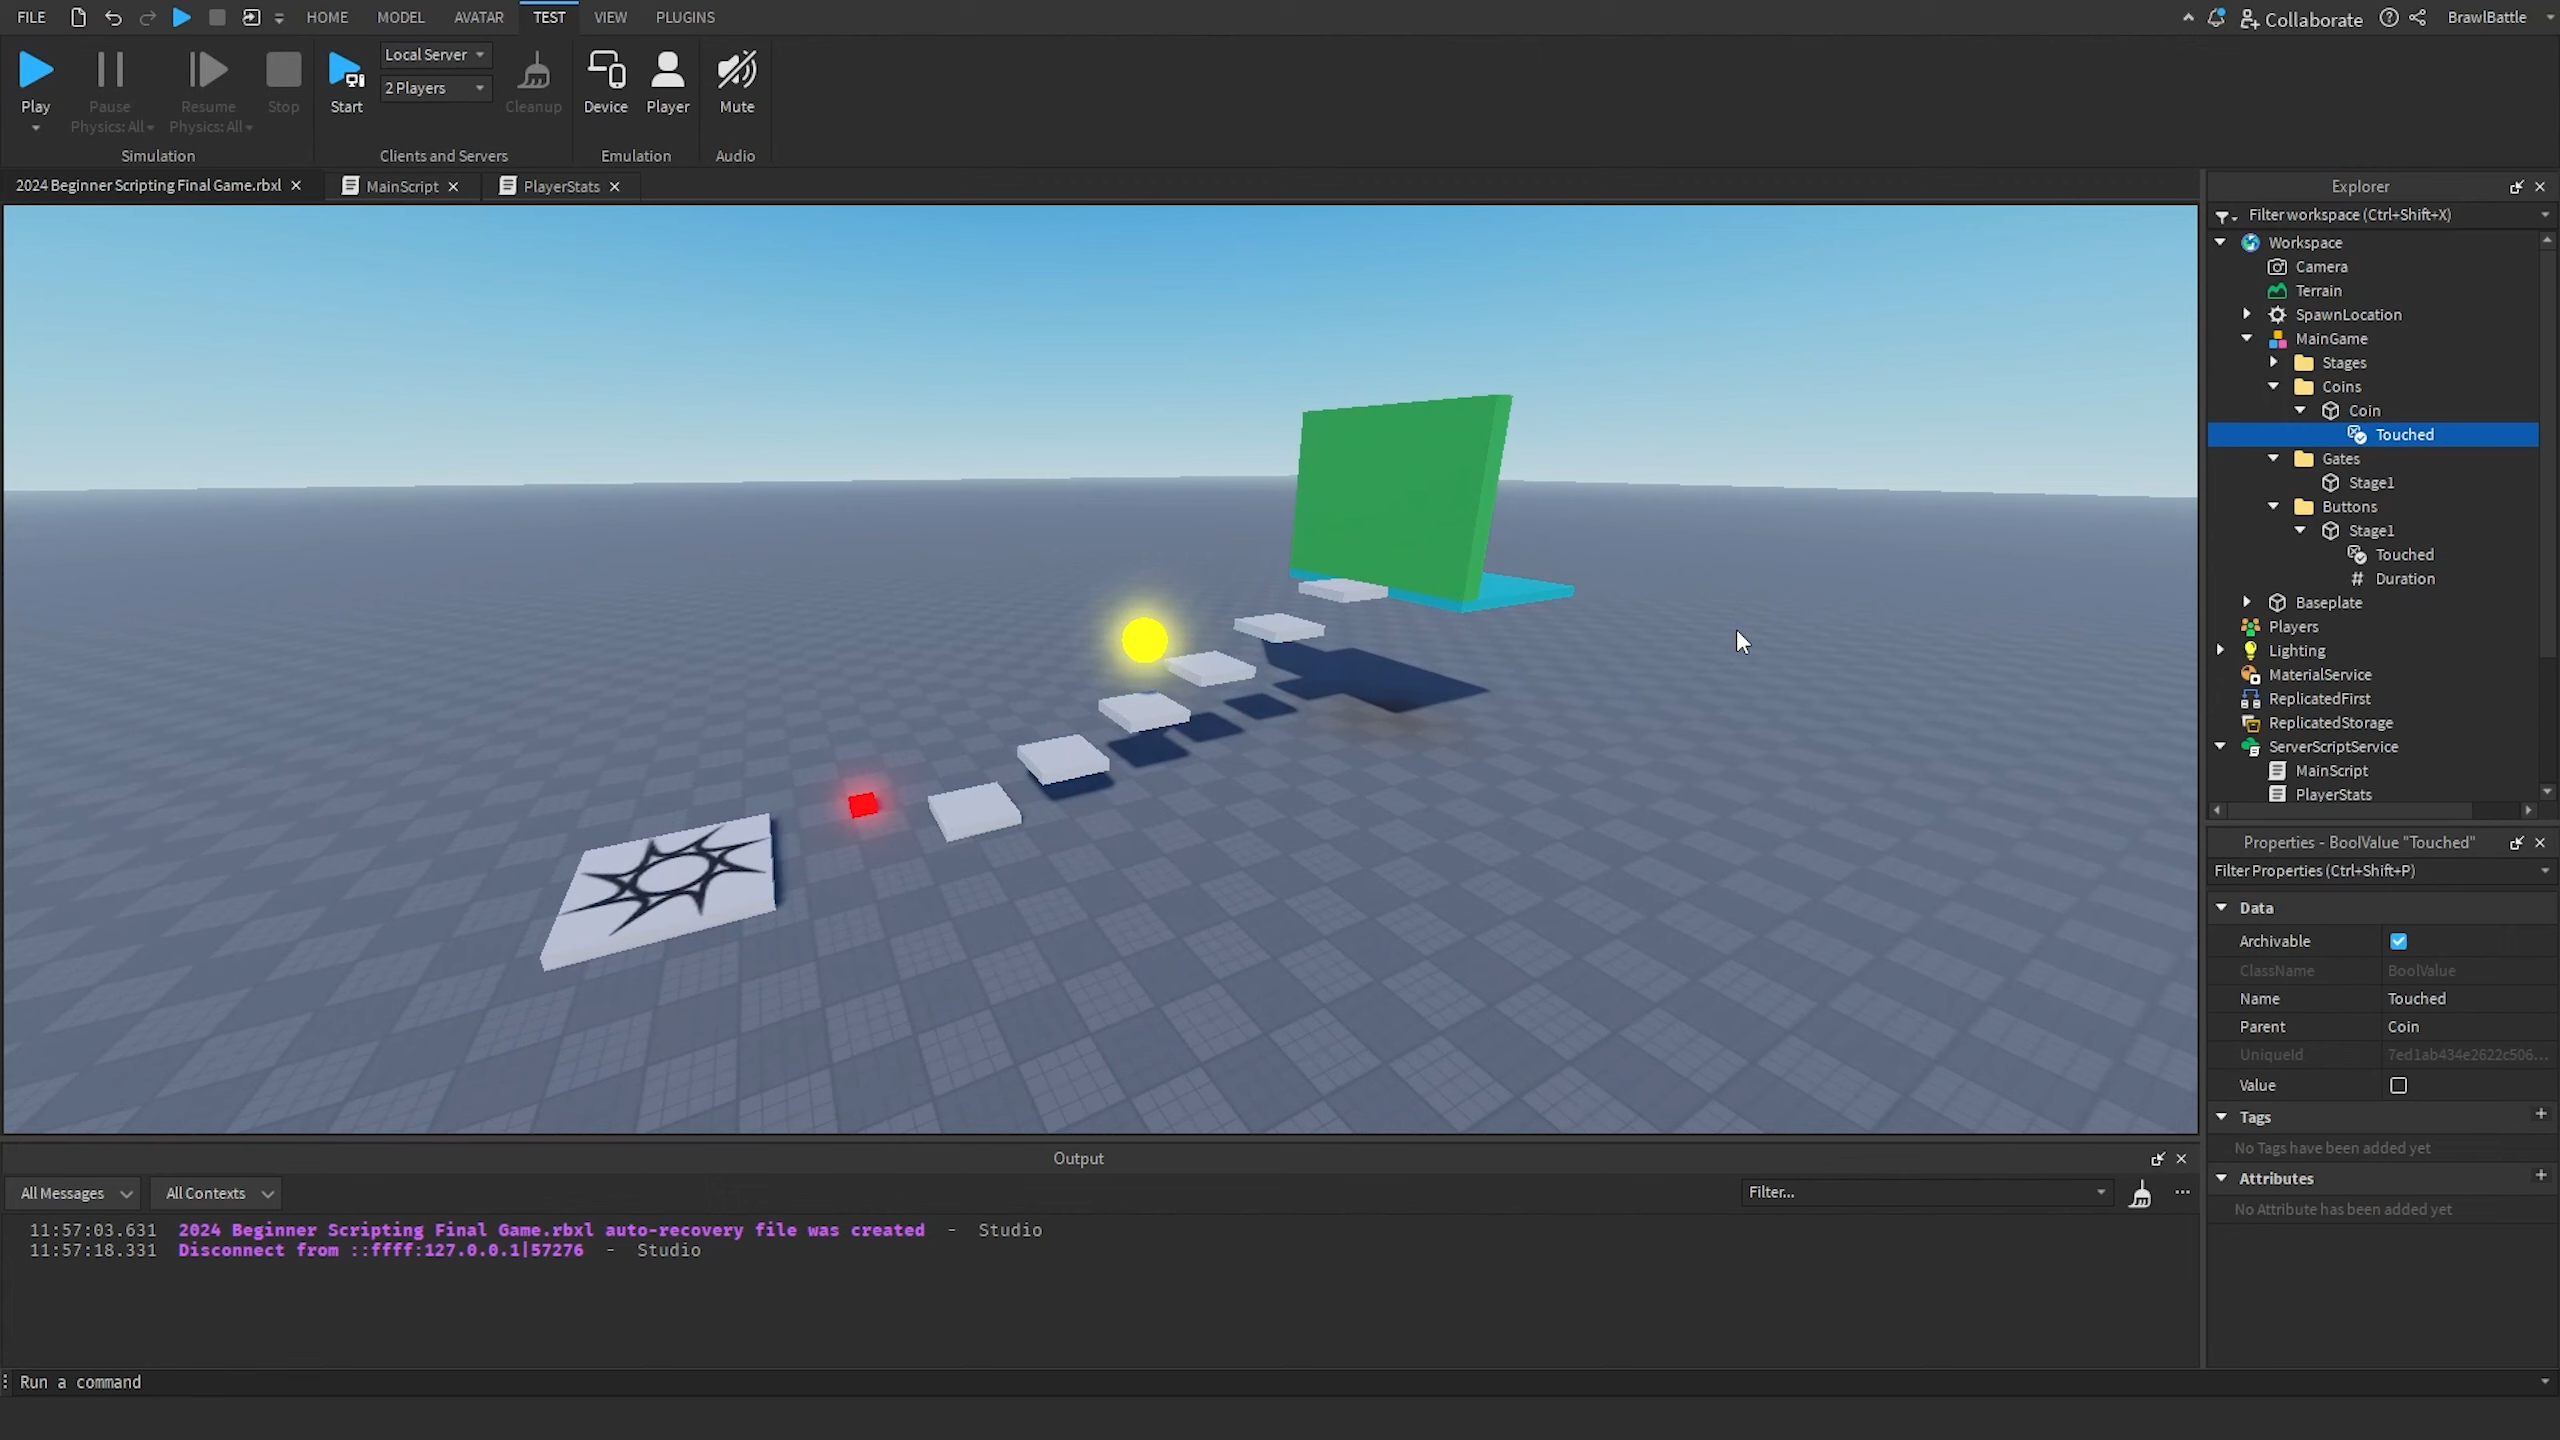 FILE HOME MODEL AVATAR TEST VIEW PLUGINS Collaborate BrawlBattle
Local Server
2 Players
Play Pause Resume Stop Start Cleanup Device Player Mute
Physics: All Physics: All
Simulation Clients and Servers Emulation Audio
2024 Beginner Scripting Final Game.rbxl MainScript PlayerStats
Explorer
Filter workspace (Ctrl+Shift+X)
Workspace
Camera
Terrain
SpawnLocation
MainGame
Stages
Coins
Coin
Touched
Gates
Stage1
Buttons
Stage1
Touched
# Duration
Baseplate
Players
Lighting
MaterialService
ReplicatedFirst
ReplicatedStorage
ServerScriptService
MainScript
PlayerStats
Properties - BoolValue "Touched"
Filter Properties (Ctrl+Shift+P)
Data
Archivable
ClassName BoolValue
Name Touched
Parent Coin
UniqueId 7ed1ab434e2622c506...
Value
Tags
No Tags have been added yet
Attributes
No Attribute has been added yet
Output
All Messages All Contexts Filter...
11:57:03.631 2024 Beginner Scripting Final Game.rbxl auto-recovery file was created - Studio
11:57:18.331 Disconnect from ::ffff:127.0.0.1|57276 - Studio
Run a command